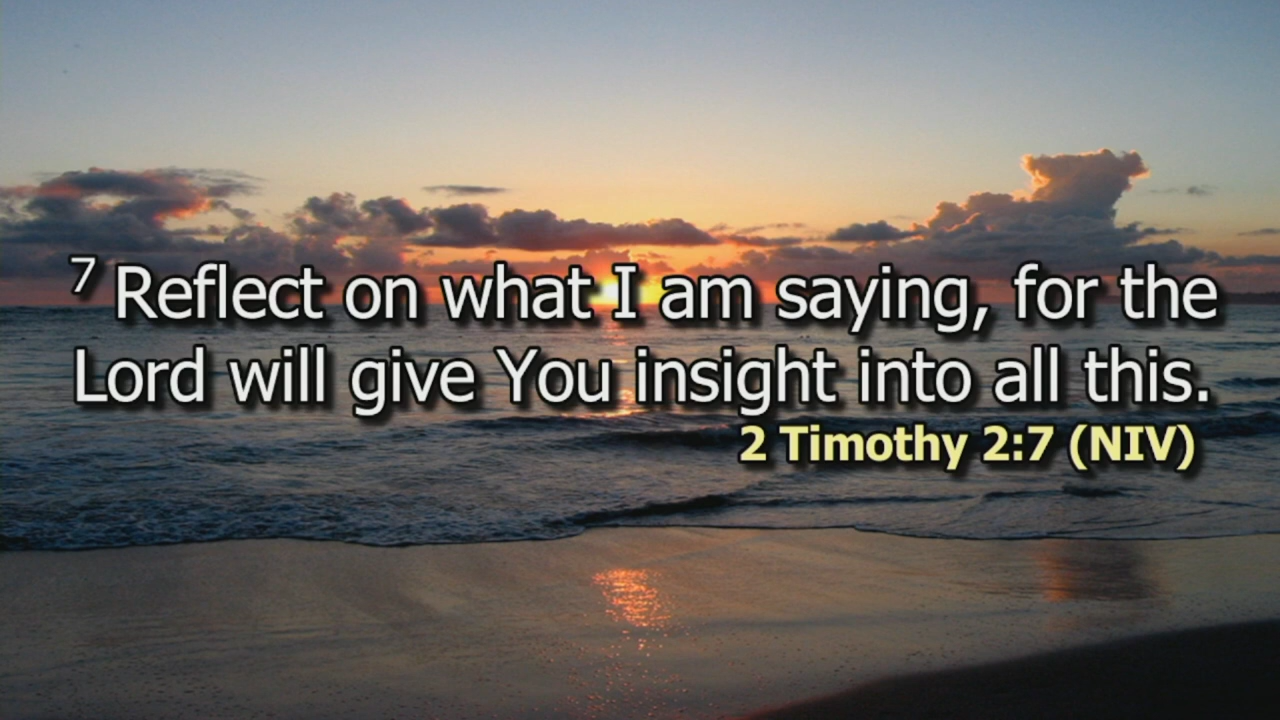 7 Reflect on what I am saying, for the
Lord will give You insight into all this.
2 Timothy 2:7 (NIV)